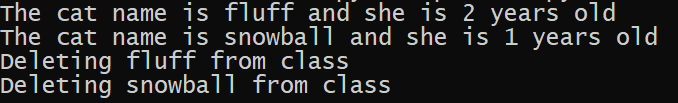 The cat name is fluff and she is 2 years old
The cat name is snowball and she is 1 years old
Deleting fluff from class
Deleting snowball from class